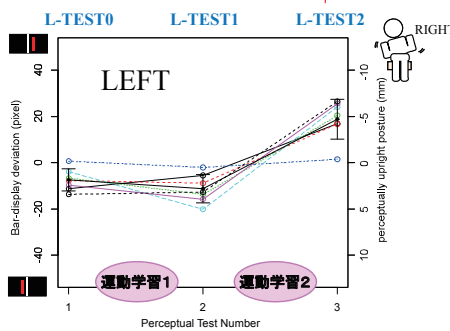 L-TEST0 L-TEST1 L-TEST2
RIGHT
LEFT
Bar-display deviation (pixel)
40
20
0
-20
-40
-10
-5
0
5
10
perceptually upright posture (mm)
運動学習1 運動学習2
1 2 3
Perceptual Test Number